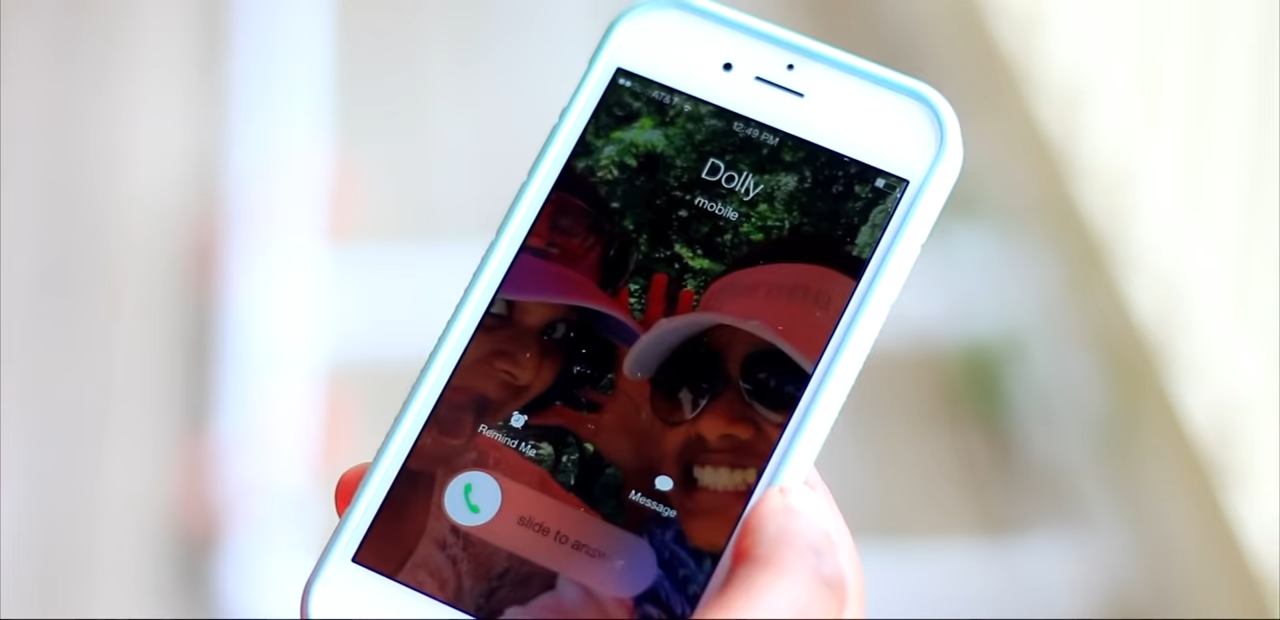 AT&T
12:49 PM
Dolly
mobile
Remind Me
Message
slide to answer